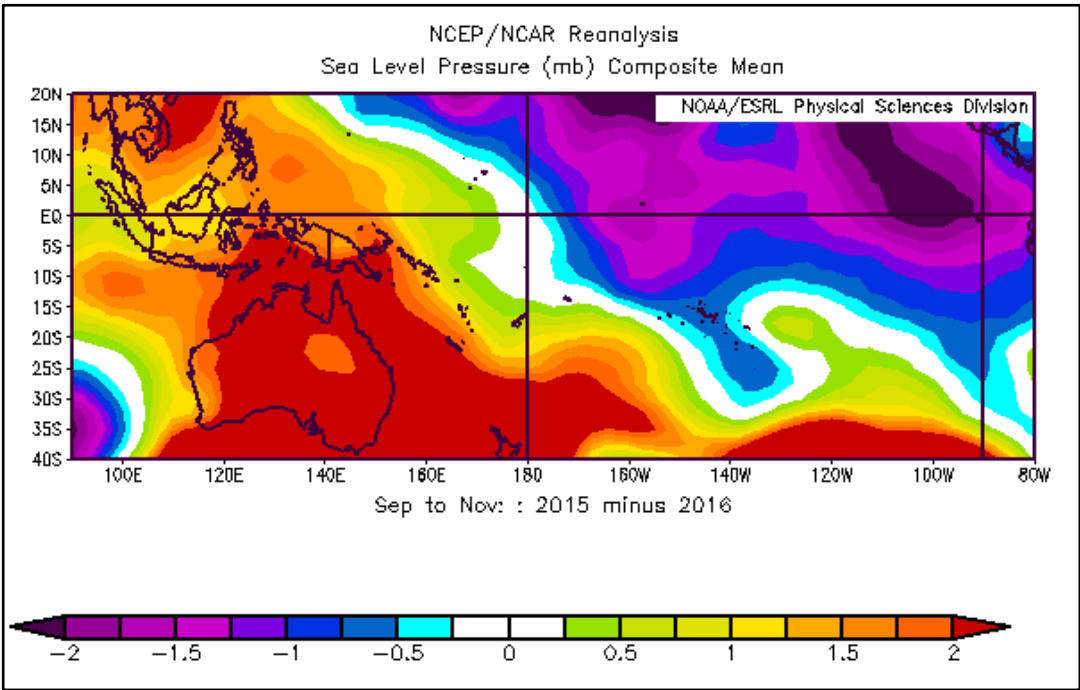 NCEP/NCAR Reanalysis
Sea Level Pressure (mb) Composite Mean
NOAA/ESRL Physical Sciences Division
20N
15N
10N
5N
EQ
5S
10S
15S
20S
25S
30S
35S
40S
100E 120E 140E 160E 180 160W 140W 120W 100W 80W
Sep to Nov: : 2015 minus 2016
−2 −1.5 −1 −0.5 0 0.5 1 1.5 2